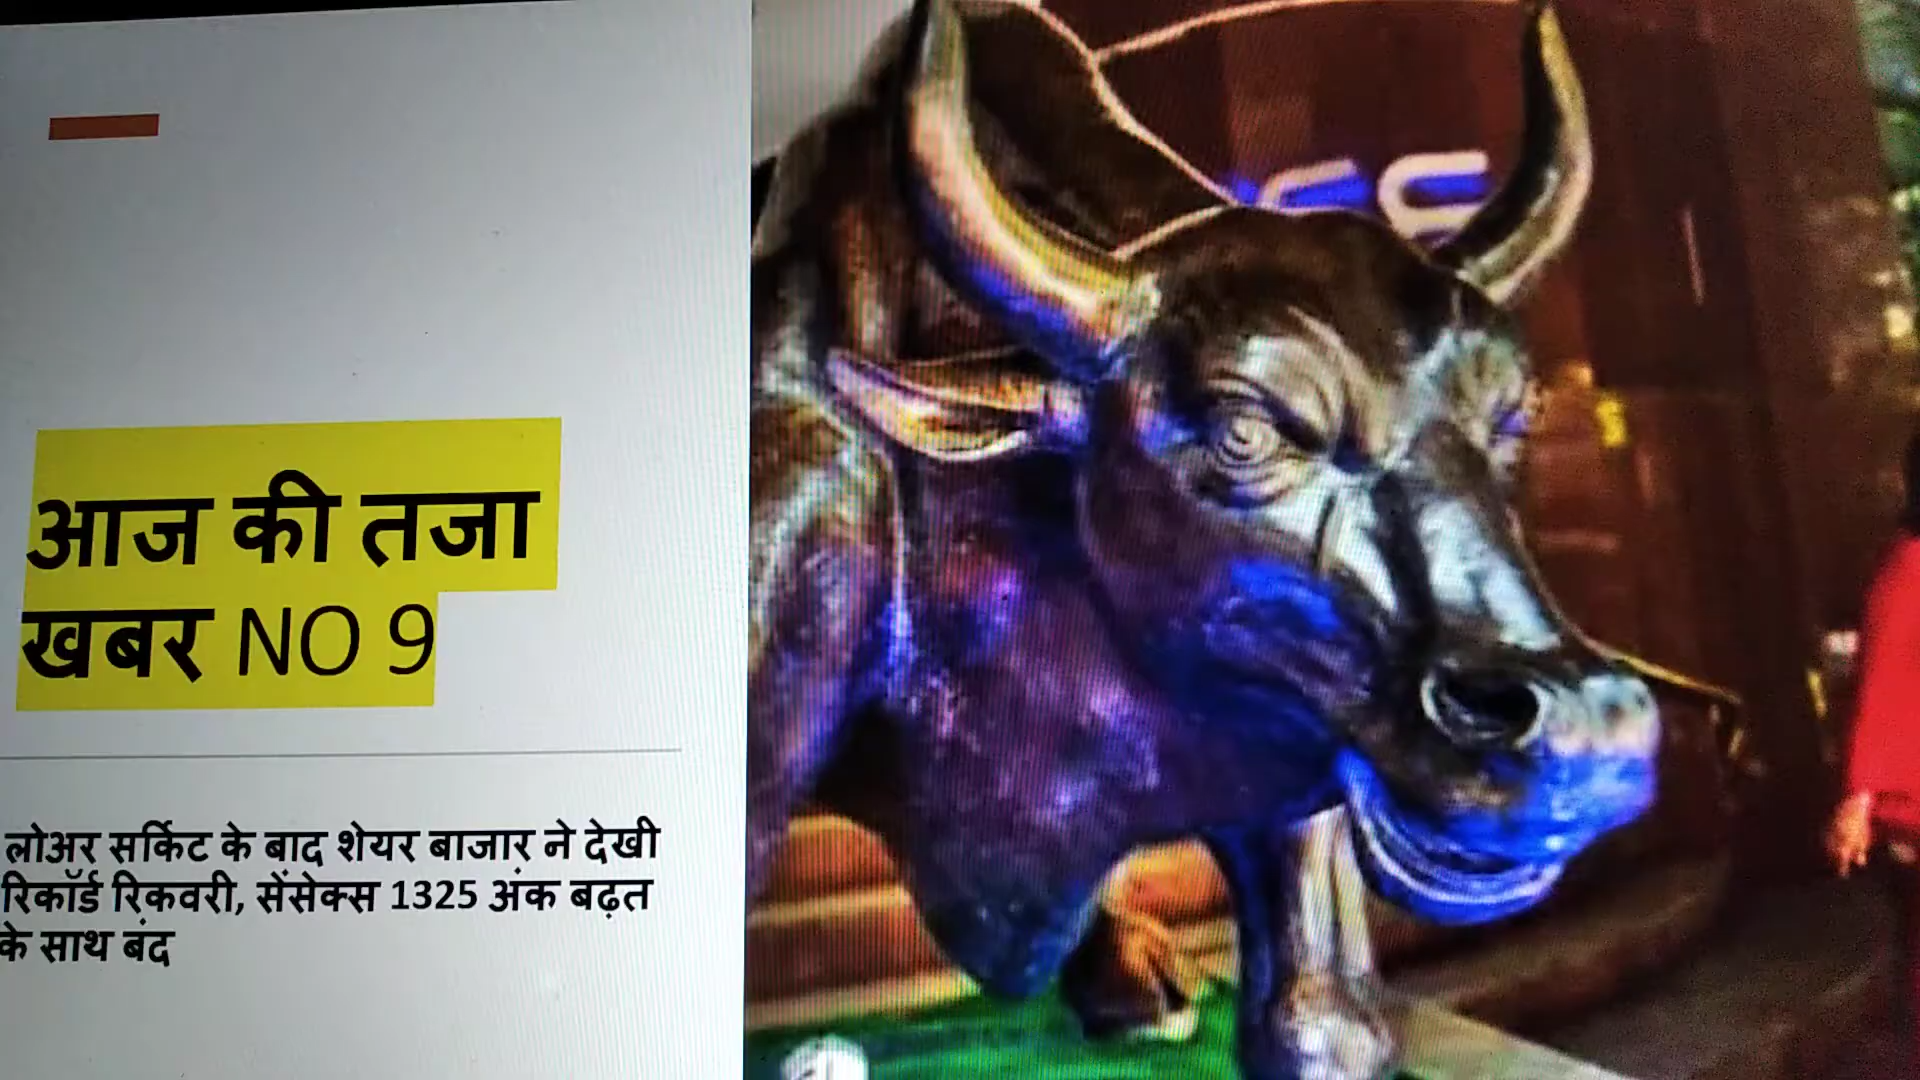 आज की तजा
खबर NO 9
लोअर सर्किट के बाद शेयर बाजार ने देखी
रिकॉर्ड रिकवरी, सेंसेक्स 1325 अंक बढ़त
के साथ बंद